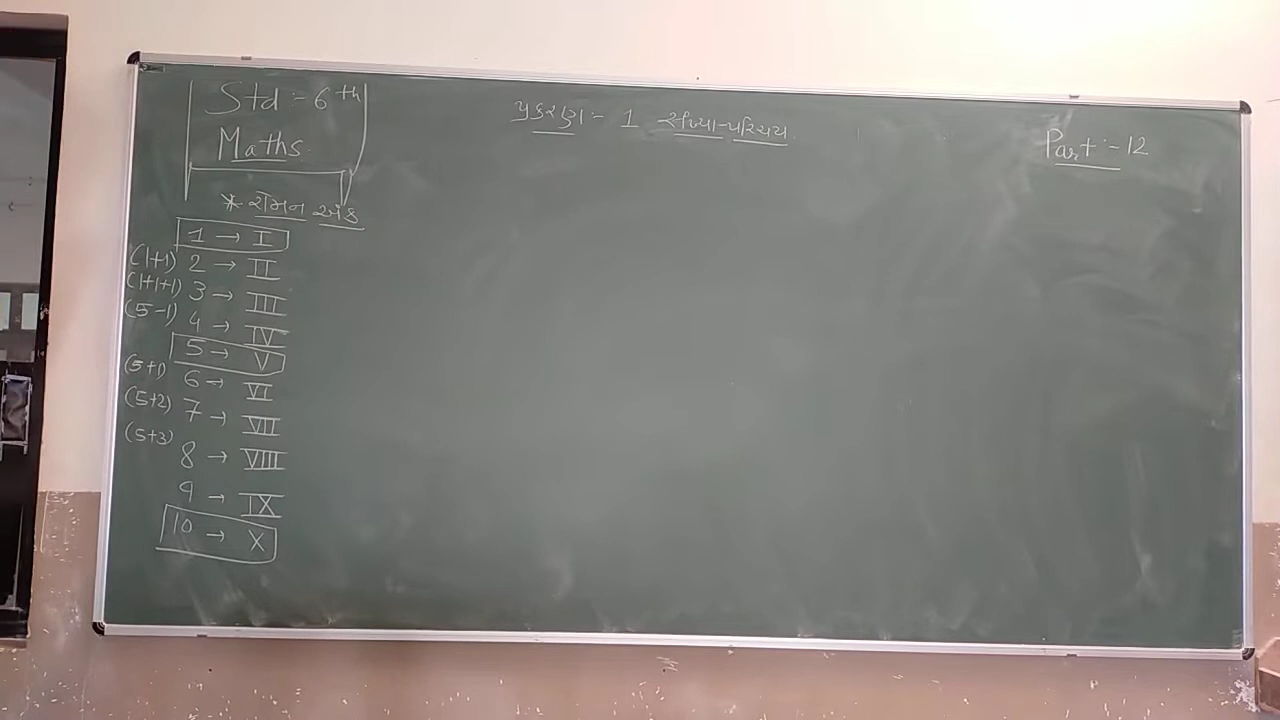 Std :- 6th
Maths
પ્રકરણ :- 1 સંખ્યા-પરિચય
Part :- 12
* રોમન અંક
1 → I
(1+1) 2 → II
(1+1+1) 3 → III
(5-1) 4 → IV
5 → V
(5+1) 6 → VI
(5+2) 7 → VII
(5+3) 8 → VIII
9 → IX
10 → X